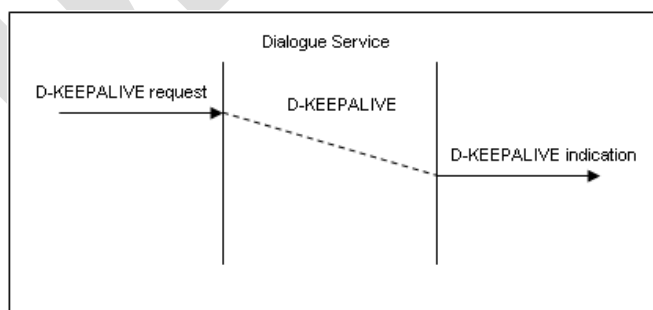 Dialogue Service
D-KEEPALIVE request
D-KEEPALIVE
D-KEEPALIVE indication